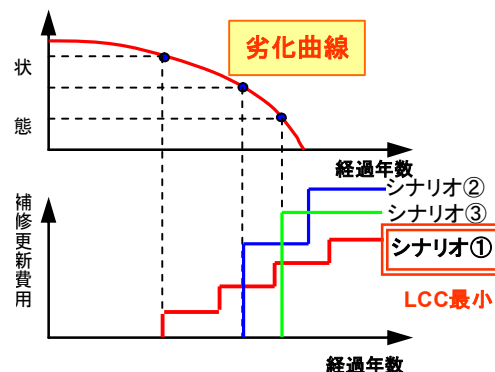 劣化曲線
状
態
経過年数
シナリオ②
シナリオ③
シナリオ①
LCC最小
補修更新費用
経過年数